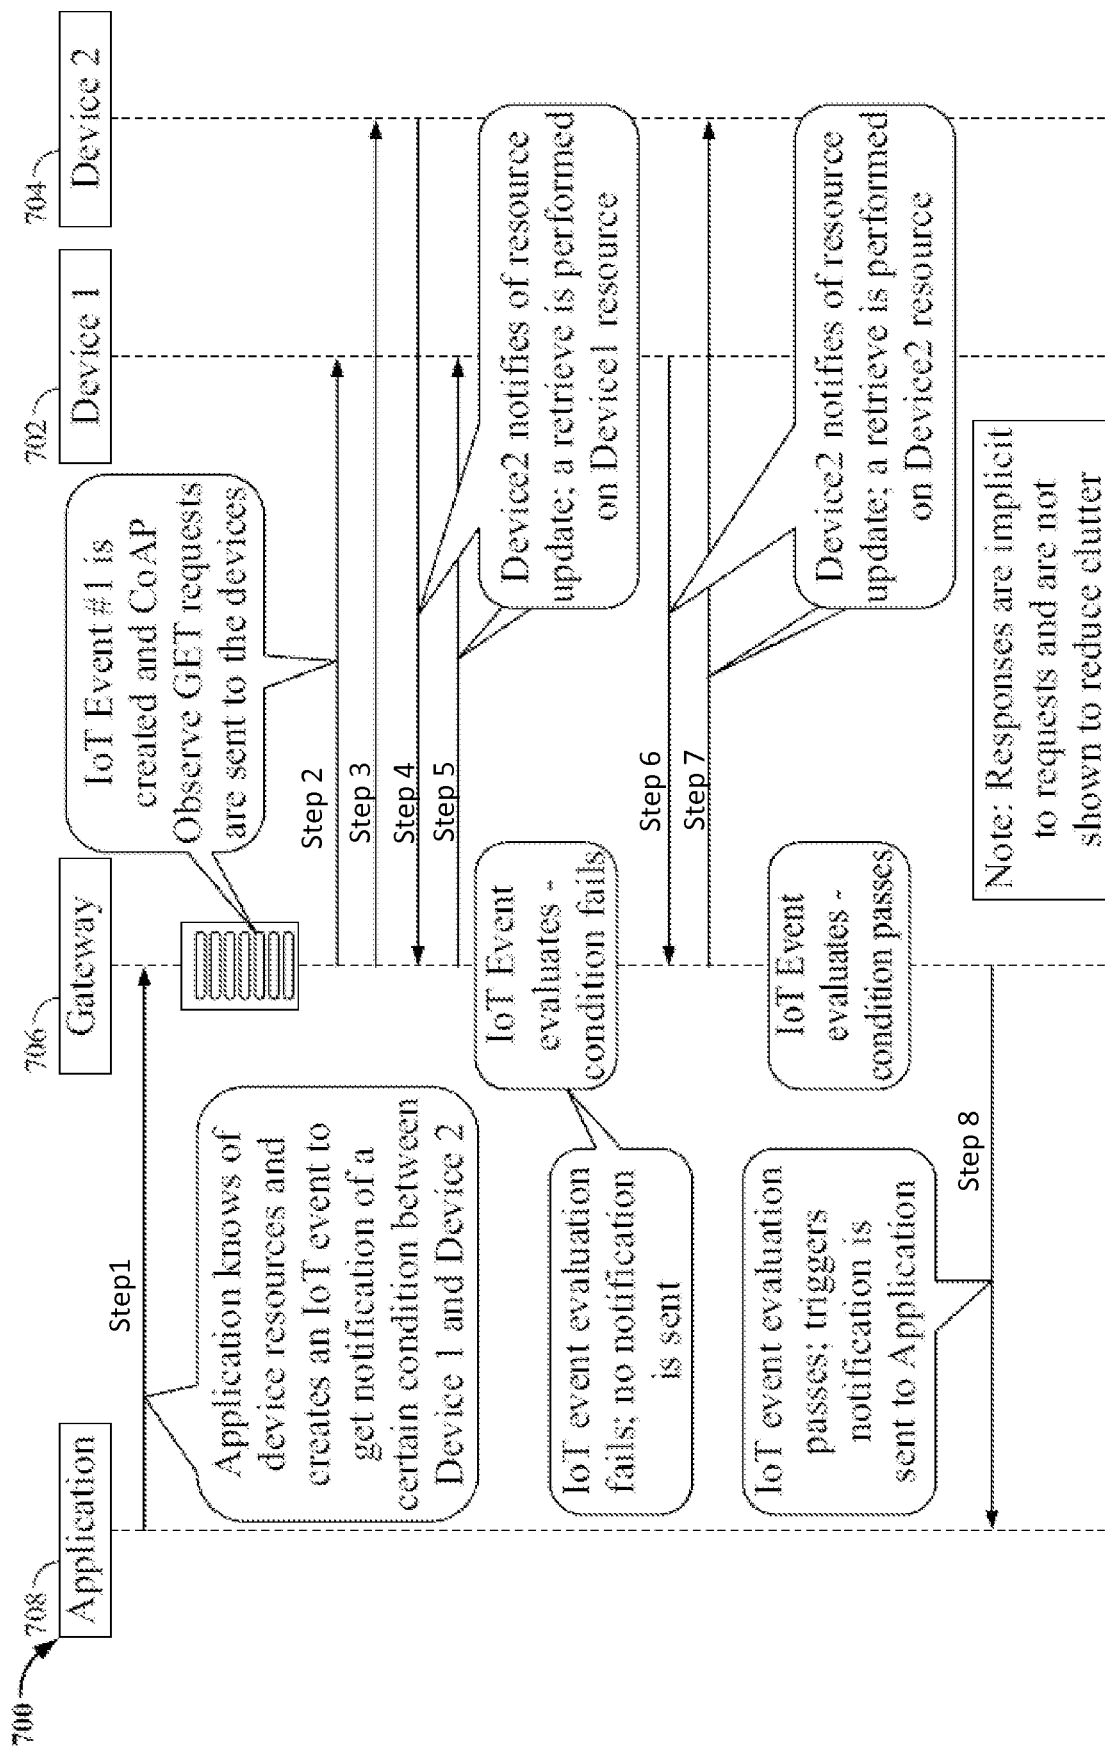 700
708
Application
706
Gateway
702
Device 1
704
Device 2
Step1
Application knows of
device resources and
creates an IoT event to
get notification of a
certain condition between
Device 1 and Device 2
IoT Event #1 is
created and CoAP
Observe GET requests
are sent to the devices
Step 2
Step 3
Step 4
Step 5
Device2 notifies of resource
update; a retrieve is performed
on Device1 resource
IoT Event
evaluates -
condition fails
IoT event evaluation
fails; no notification
is sent
Step 6
Step 7
Device2 notifies of resource
update; a retrieve is performed
on Device2 resource
IoT Event
evaluates -
condition passes
IoT event evaluation
passes; triggers
notification is
sent to Application
Step 8
Note: Responses are implicit
to requests and are not
shown to reduce clutter